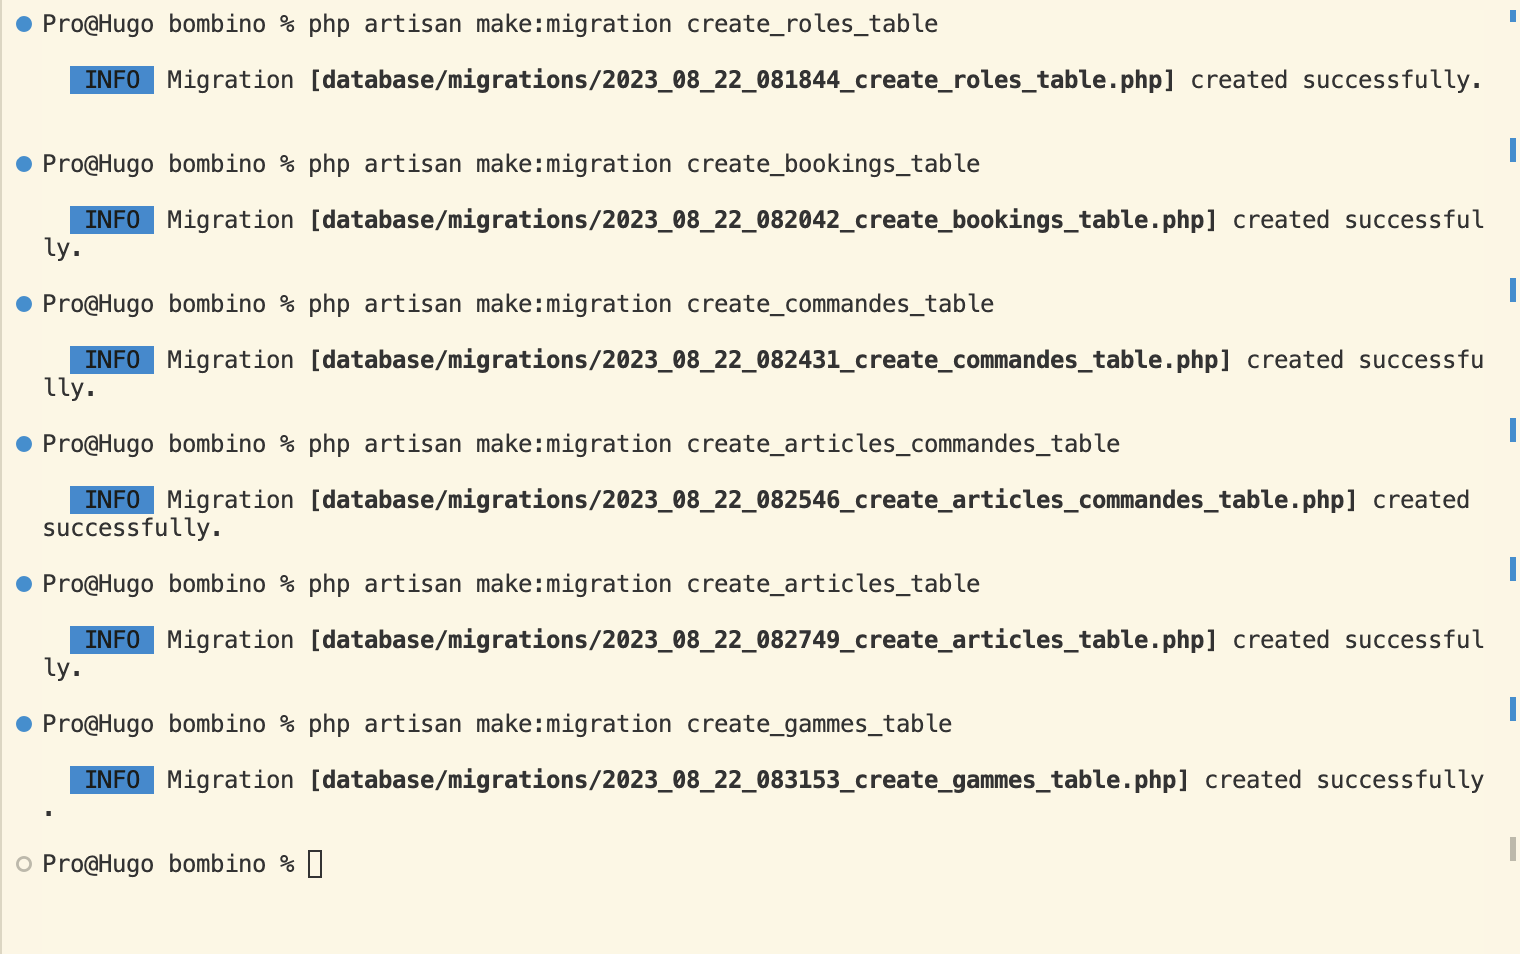 Pro@Hugo bombino % php artisan make:migration create_roles_table
INFO Migration [database/migrations/2023_08_22_081844_create_roles_table.php] created successfully.
Pro@Hugo bombino % php artisan make:migration create_bookings_table
INFO Migration [database/migrations/2023_08_22_082042_create_bookings_table.php] created successful
ly.
Pro@Hugo bombino % php artisan make:migration create_commandes_table
INFO Migration [database/migrations/2023_08_22_082431_create_commandes_table.php] created successfu
lly.
Pro@Hugo bombino % php artisan make:migration create_articles_commandes_table
INFO Migration [database/migrations/2023_08_22_082546_create_articles_commandes_table.php] created
successfully.
Pro@Hugo bombino % php artisan make:migration create_articles_table
INFO Migration [database/migrations/2023_08_22_082749_create_articles_table.php] created successful
ly.
Pro@Hugo bombino % php artisan make:migration create_gammes_table
INFO Migration [database/migrations/2023_08_22_083153_create_gammes_table.php] created successfully
.
Pro@Hugo bombino %